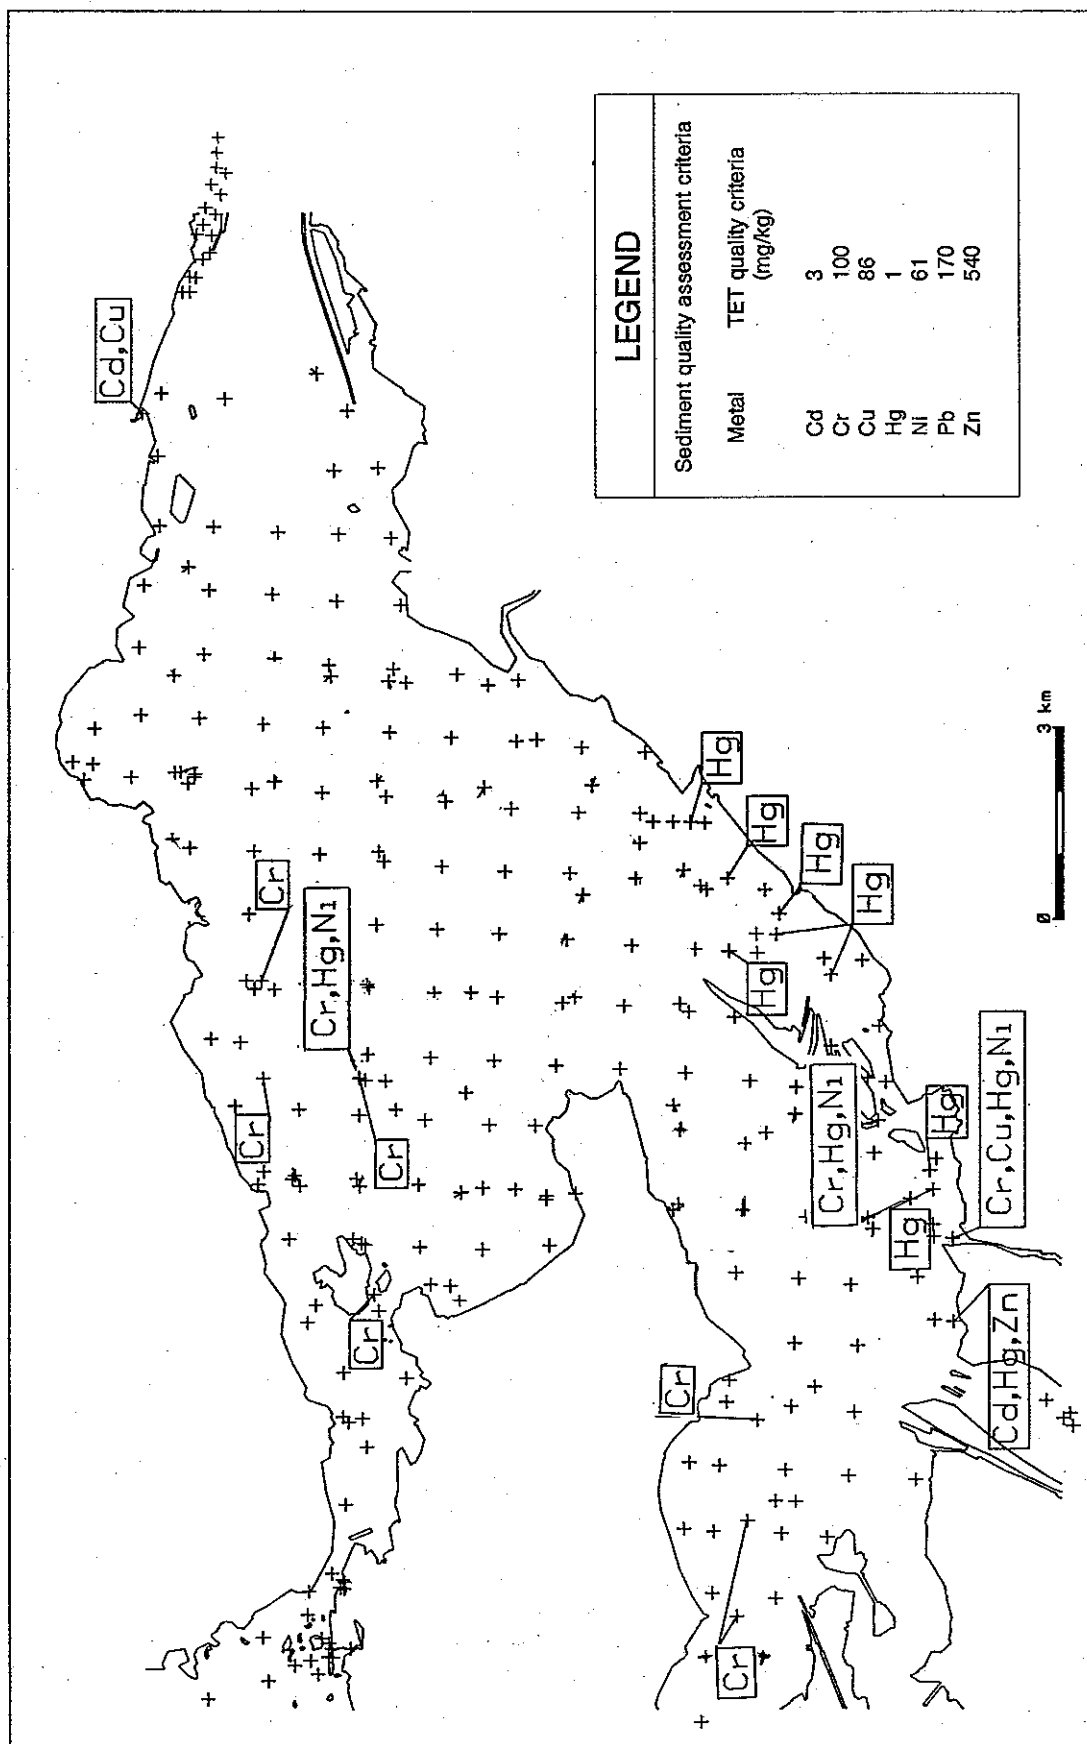 Cd,Cu
Cr
Cr
Cr,Hg,Ni
Cr
Cr
Cr
Cr
Hg
Hg
Hg
Hg
Hg
Cr,Hg,Ni
Hg
Hg
Cr,Cu,Hg,Ni
Cd,Hg,Zn
LEGEND
Sediment quality assessment criteria
Metal TET quality criteria
(mg/kg)
Cd 3
Cr 100
Cu 86
Hg 1
Ni 61
Pb 170
Zn 540
0 3 km